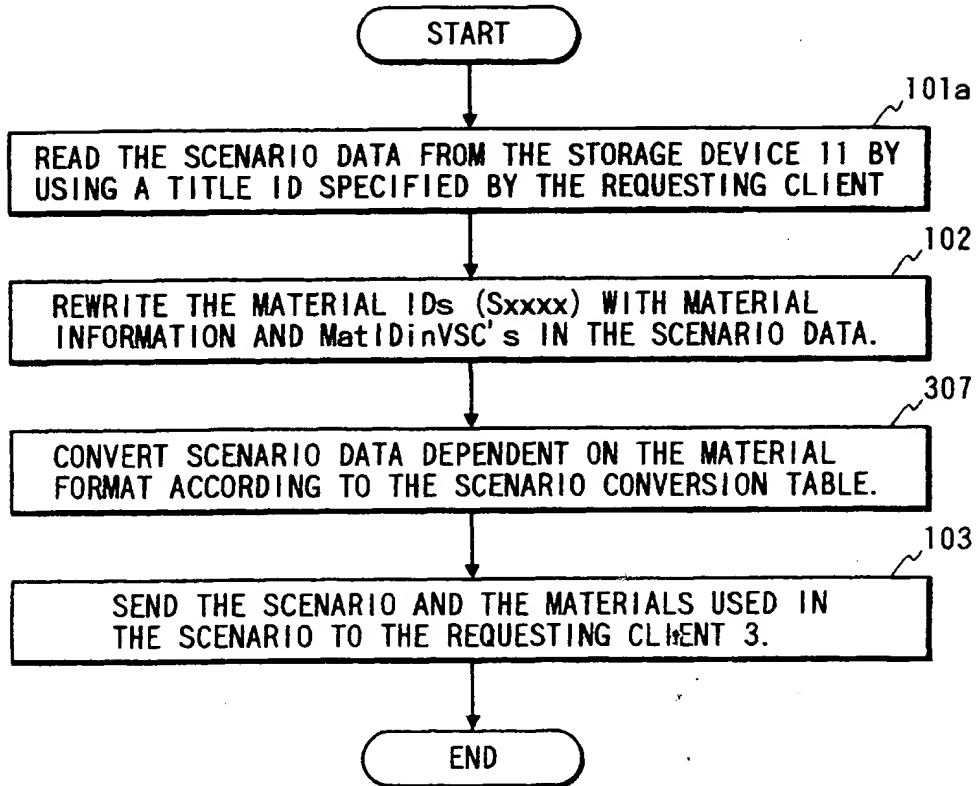 START
101a
READ THE SCENARIO DATA FROM THE STORAGE DEVICE 11 BY
USING A TITLE ID SPECIFIED BY THE REQUESTING CLIENT
102
REWRITE THE MATERIAL IDs (Sxxxx) WITH MATERIAL
INFORMATION AND MatIDinVSC's IN THE SCENARIO DATA.
307
CONVERT SCENARIO DATA DEPENDENT ON THE MATERIAL
FORMAT ACCORDING TO THE SCENARIO CONVERSION TABLE.
103
SEND THE SCENARIO AND THE MATERIALS USED IN
THE SCENARIO TO THE REQUESTING CLIENT 3.
END